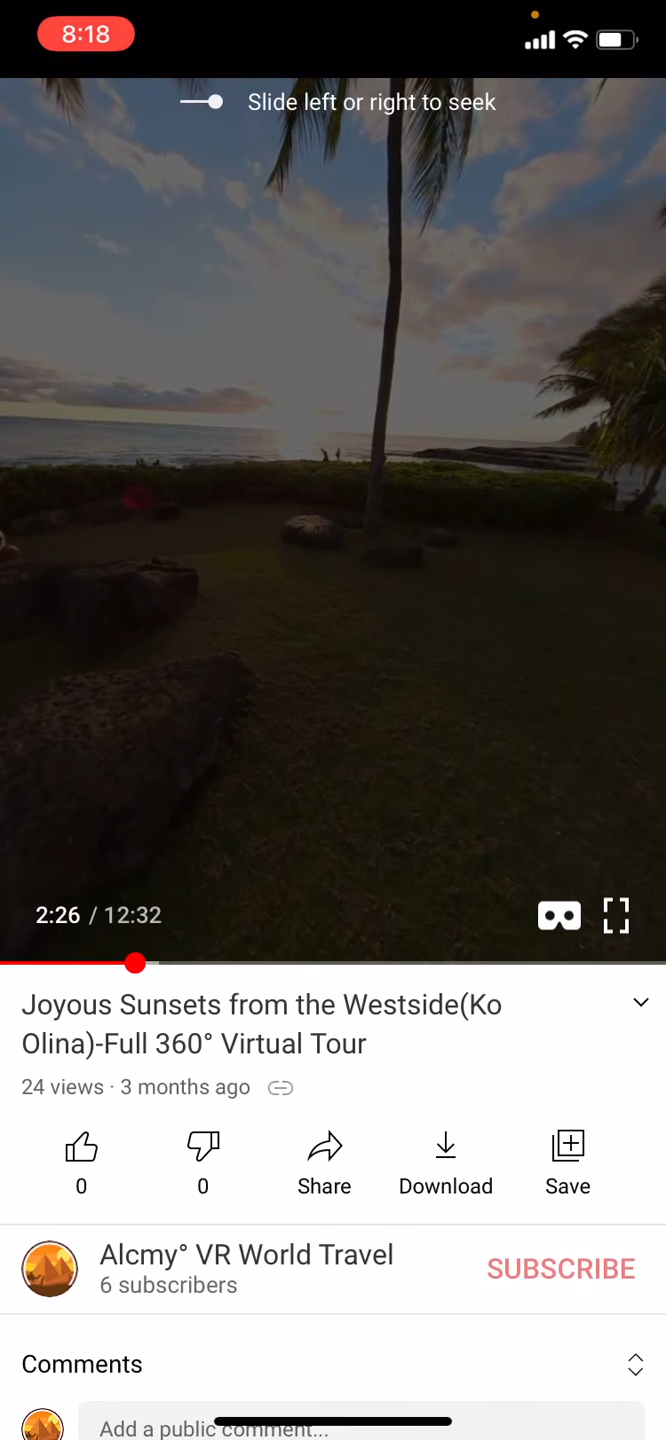 8:18
Slide left or right to seek
2:26 / 12:32
Joyous Sunsets from the Westside(Ko
Olina)-Full 360° Virtual Tour
24 views · 3 months ago
0
0
Share
Download
Save
Alcmy° VR World Travel
SUBSCRIBE
6 subscribers
Comments
Add a public comment...